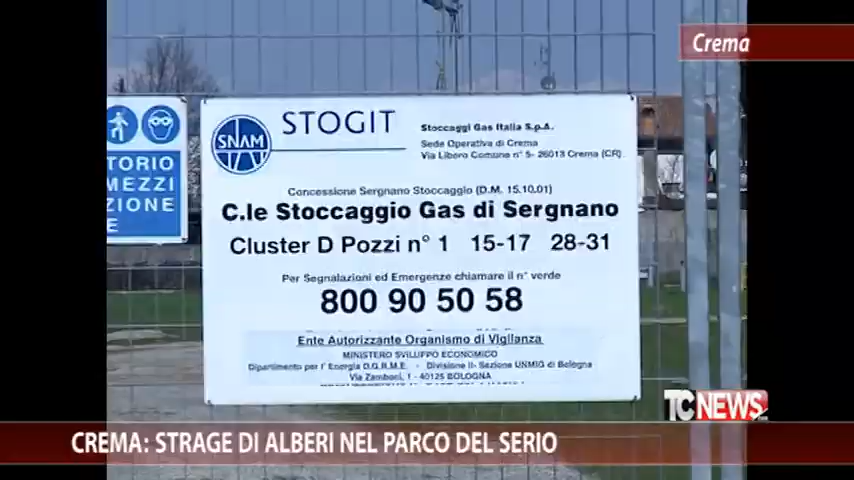 Crema
TORIO
MEZZI
ZIONE
E
SNAM
STOGIT
Stoccaggi Gas Italia S.p.A.
Sede Operativa di Crema
Via Libero Comune n° 5- 26013 Crema (CR)
Concessione Sergnano Stoccaggio (D.M. 15.10.01)
C.le Stoccaggio Gas di Sergnano
Cluster D Pozzi n° 1 15-17 28-31
Per Segnalazioni ed Emergenze chiamare il n° verde
800 90 50 58
Ente Autorizzante Organismo di Vigilanza
MINISTERO SVILUPPO ECONOMICO
Dipartimento per l' Energia D.G.R.M.E. - Divisione II- Sezione UNMIG di Bologna
Via Zamboni, 1 - 40125 BOLOGNA
TCNEWS
CREMA: STRAGE DI ALBERI NEL PARCO DEL SERIO